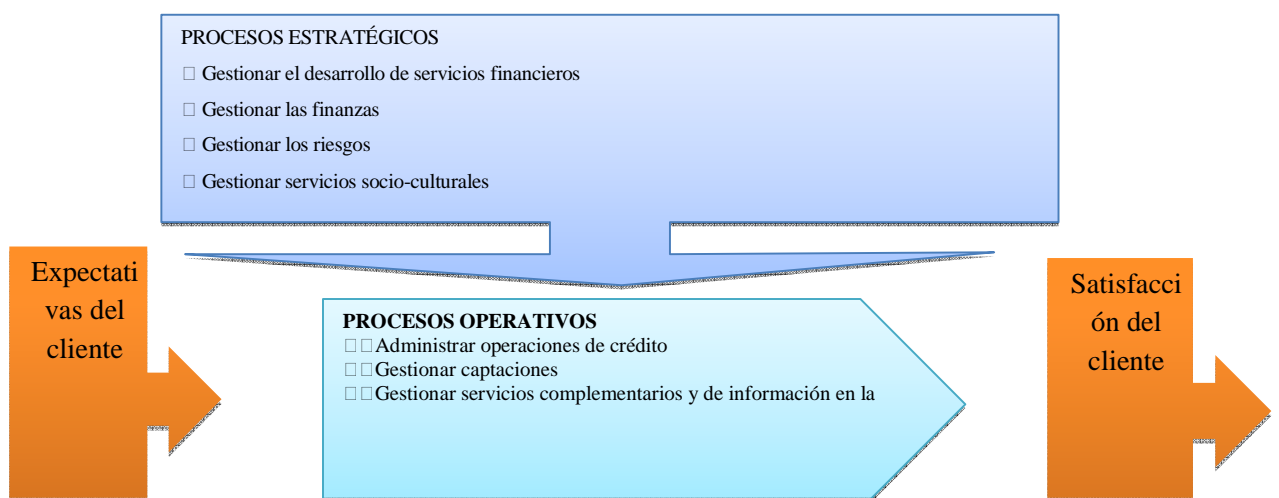 PROCESOS ESTRATÉGICOS
□ Gestionar el desarrollo de servicios financieros
□ Gestionar las finanzas
□ Gestionar los riesgos
□ Gestionar servicios socio-culturales
Expectati
vas del
cliente
PROCESOS OPERATIVOS
□□Administrar operaciones de crédito
□□Gestionar captaciones
□□Gestionar servicios complementarios y de información en la
Satisfacci
ón del
cliente